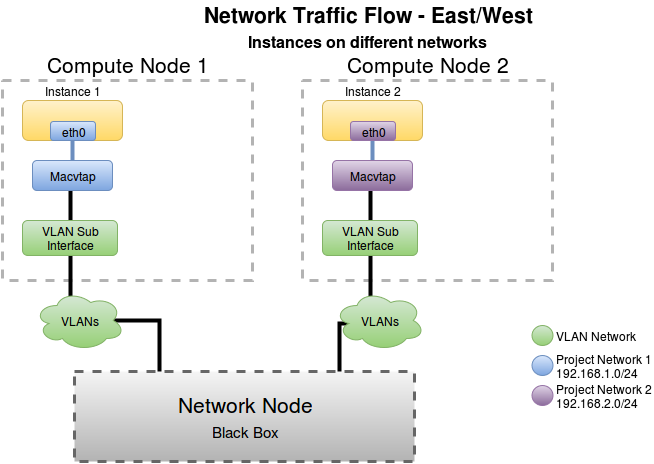 Network Traffic Flow - East/West
Instances on different networks
Compute Node 1
Compute Node 2
Instance 1
Instance 2
eth0
eth0
Macvtap
Macvtap
VLAN Sub
Interface
VLAN Sub
Interface
VLANs
VLANs
Network Node
Black Box
VLAN Network
Project Network 1
192.168.1.0/24
Project Network 2
192.168.2.0/24